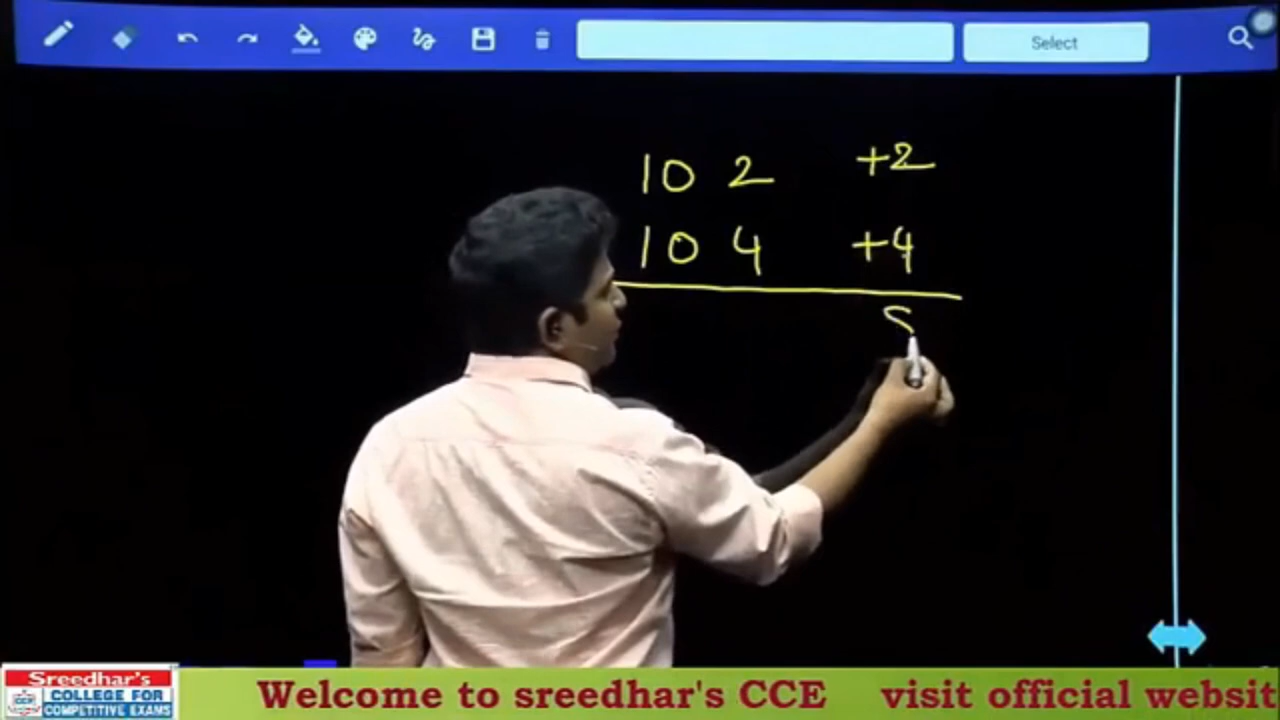 Select
10 2 +2
10 4 +4
Sreedhar's
COLLEGE FOR
COMPETITIVE EXAMS
Welcome to sreedhar's CCE visit official websit